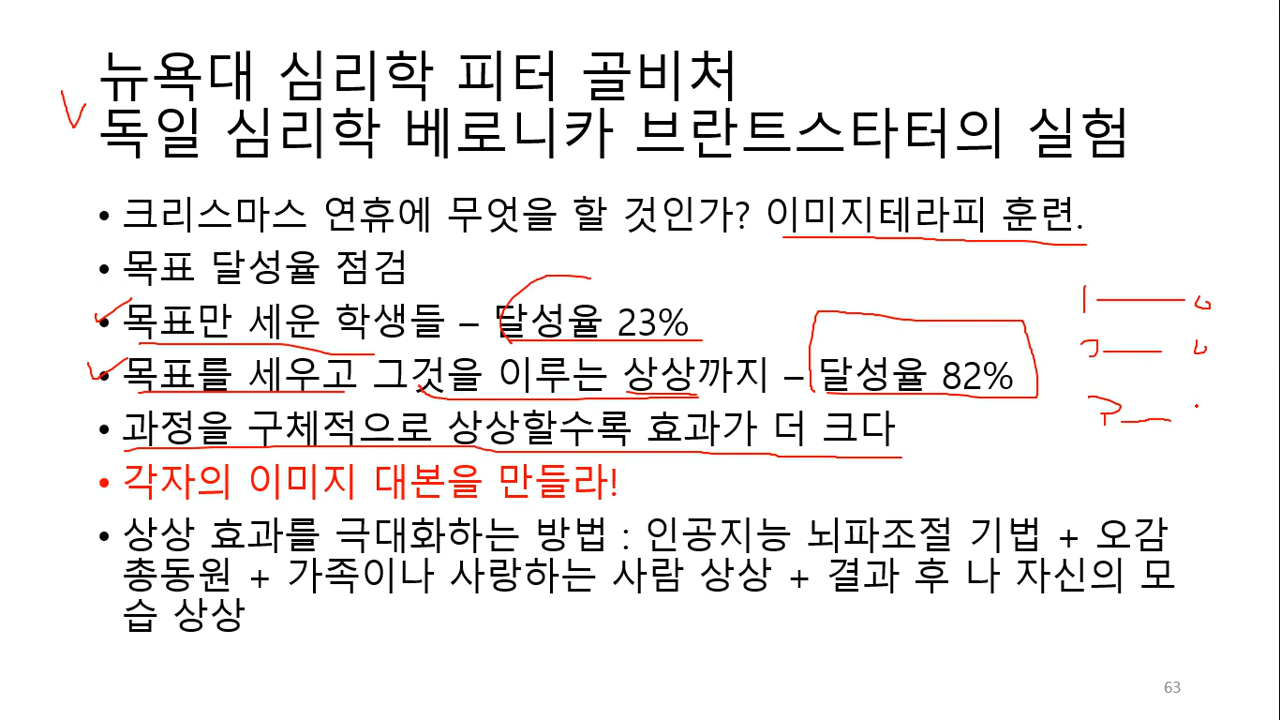 뉴욕대 심리학 피터 골비처
독일 심리학 베로니카 브란트스타터의 실험
• 크리스마스 연휴에 무엇을 할 것인가? 이미지테라피 훈련.
• 목표 달성율 점검
• 목표만 세운 학생들 – 달성율 23%
• 목표를 세우고 그것을 이루는 상상까지 – 달성율 82%
• 과정을 구체적으로 상상할수록 효과가 더 크다
• 각자의 이미지 대본을 만들라!
• 상상 효과를 극대화하는 방법 : 인공지능 뇌파조절 기법 + 오감
총동원 + 가족이나 사랑하는 사람 상상 + 결과 후 나 자신의 모
습 상상
63